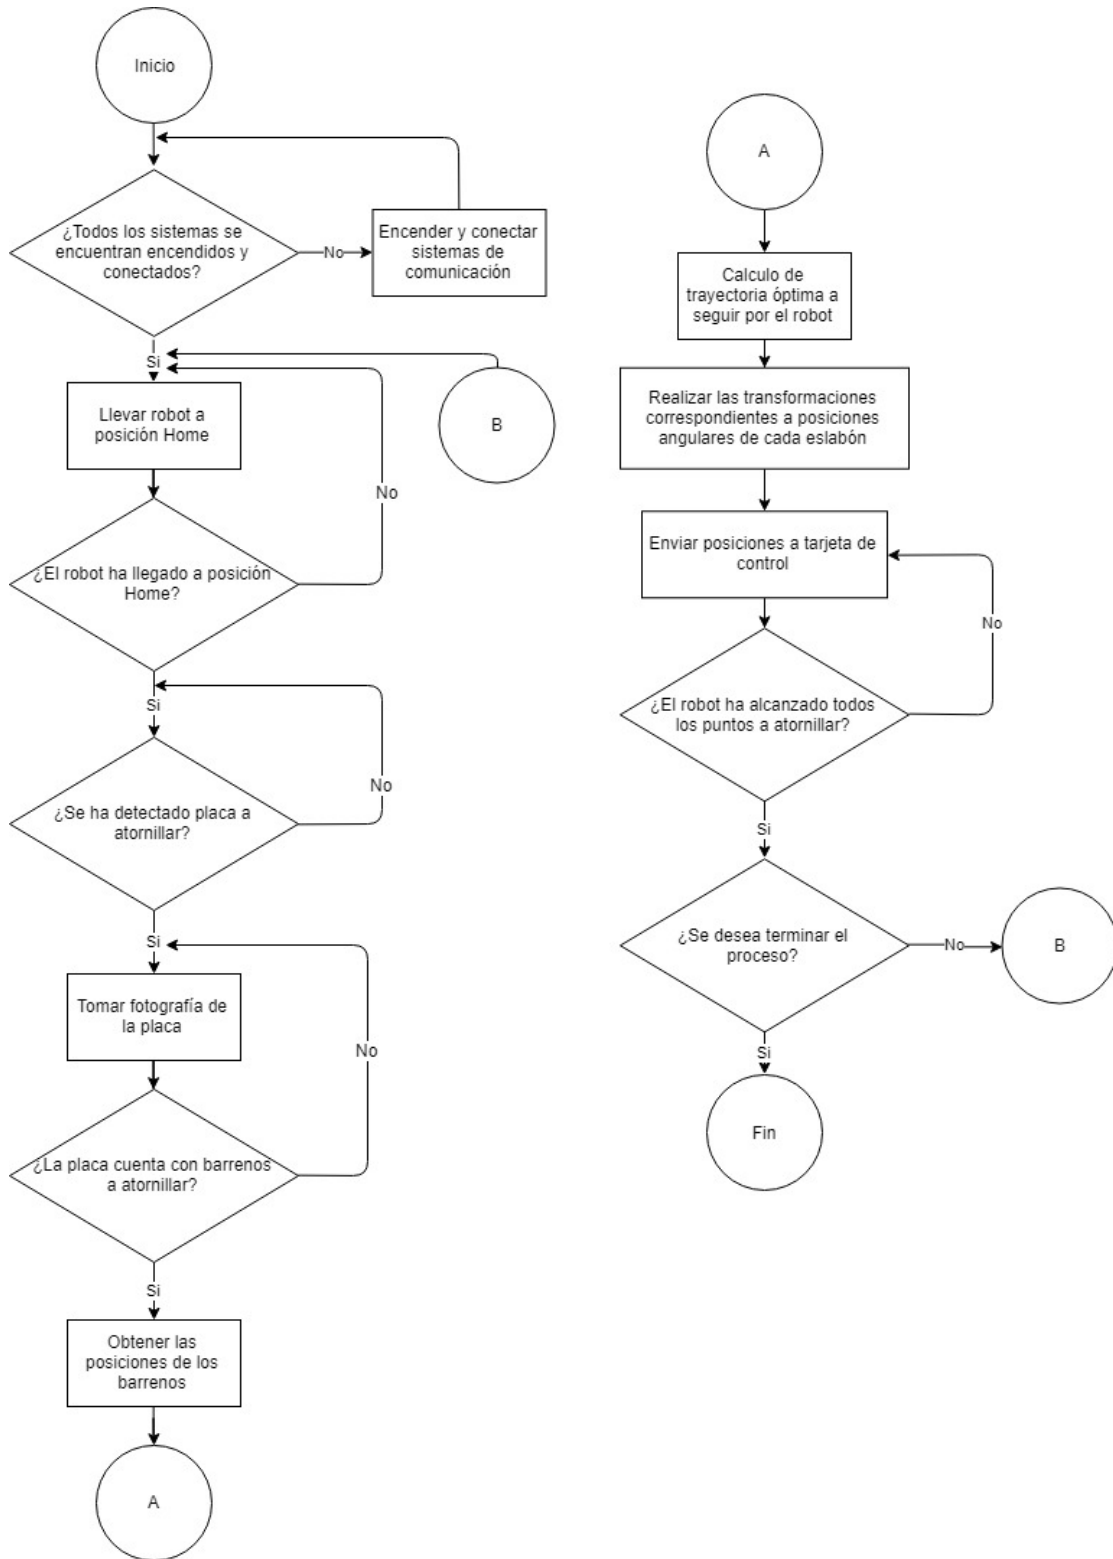 Inicio
¿Todos los sistemas se
encuentran encendidos y
conectados?
No
Encender y conectar
sistemas de
comunicación
Si
Llevar robot a
posición Home
B
No
¿El robot ha llegado a posición
Home?
Si
No
¿Se ha detectado placa a
atornillar?
Si
Tomar fotografía de
la placa
No
¿La placa cuenta con barrenos
a atornillar?
Si
Obtener las
posiciones de los
barrenos
A
A
Calculo de
trayectoria óptima a
seguir por el robot
Realizar las transformaciones
correspondientes a posiciones
angulares de cada eslabón
Enviar posiciones a tarjeta de
control
No
¿El robot ha alcanzado todos
los puntos a atornillar?
Si
¿Se desea terminar el
proceso?
No
B
Si
Fin